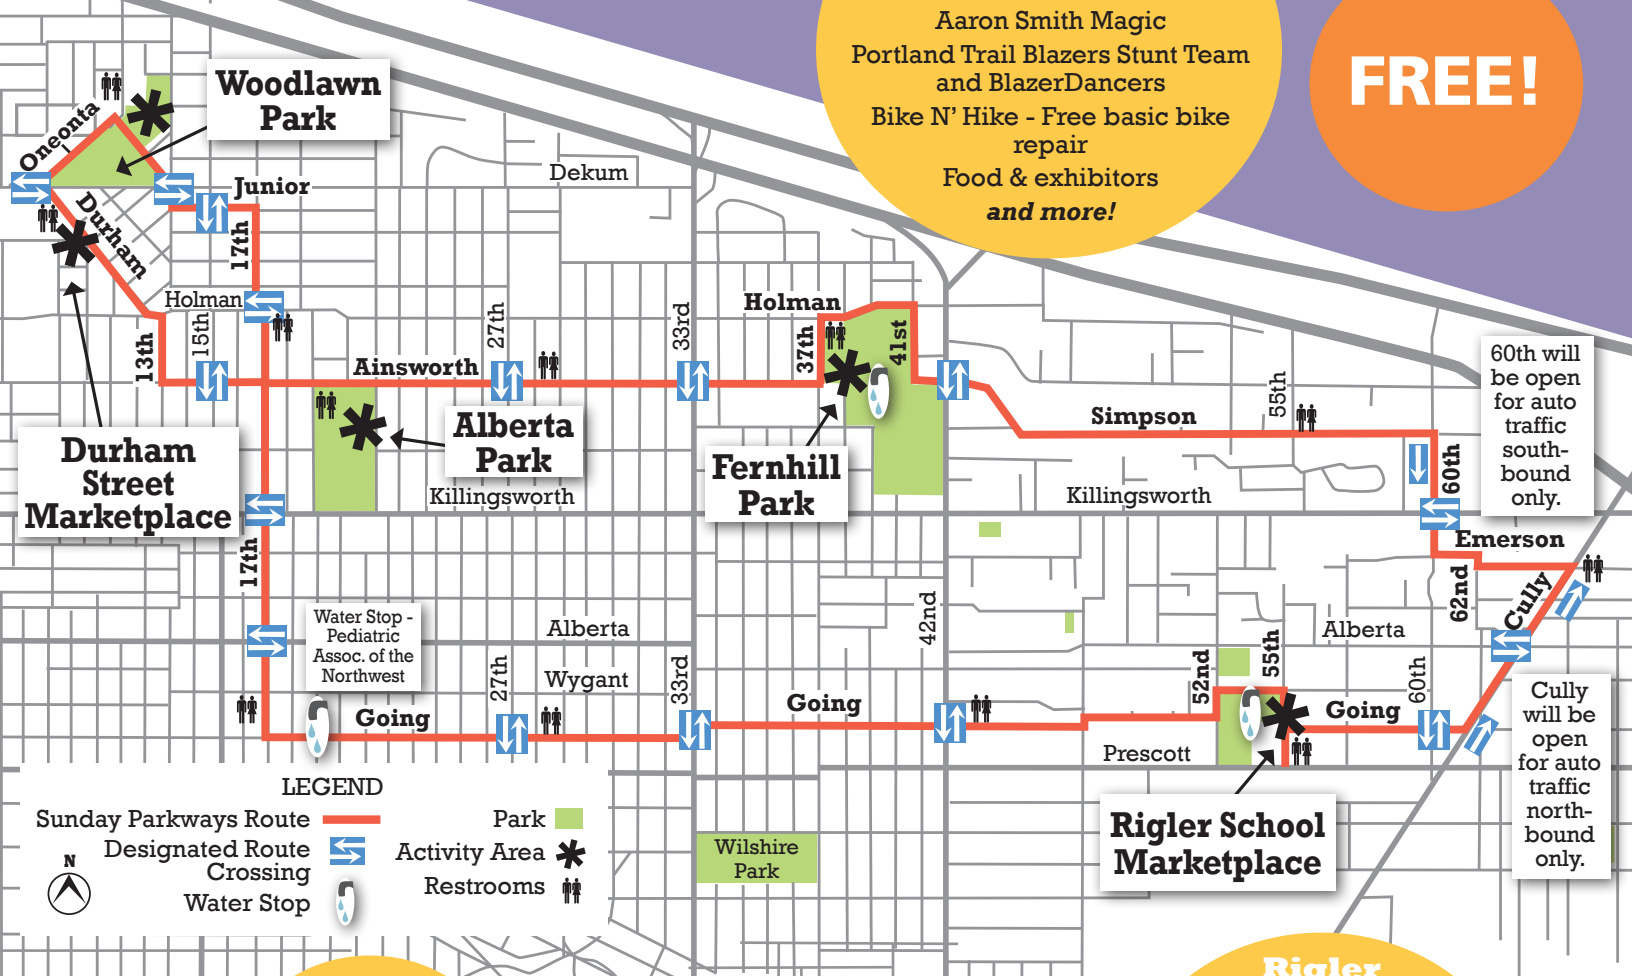 Aaron Smith Magic
Portland Trail Blazers Stunt Team
and BlazerDancers
Bike N' Hike - Free basic bike
repair
Food & exhibitors
and more!
FREE!
Woodlawn
Park
Oneonta
Junior
Durham
17th
Dekum
Holman
15th
13th
27th
33rd
Holman
37th
41st
Ainsworth
Alberta
Park
Fernhill
Park
Durham
Street
Marketplace
Killingsworth
Simpson
55th
60th
60th will
be open
for auto
traffic
south-
bound
only.
Killingsworth
Emerson
62nd
Cully
17th
Water Stop -
Pediatric
Assoc. of the
Northwest
Alberta
42nd
Alberta
27th
Wygant
33rd
52nd
55th
60th
Going
Going
Going
Prescott
Cully
will be
open
for auto
traffic
north-
bound
only.
Rigler School
Marketplace
Wilshire
Park
LEGEND
Sunday Parkways Route
Park
Designated Route
Crossing
Activity Area
Restrooms
Water Stop
N
Rigler